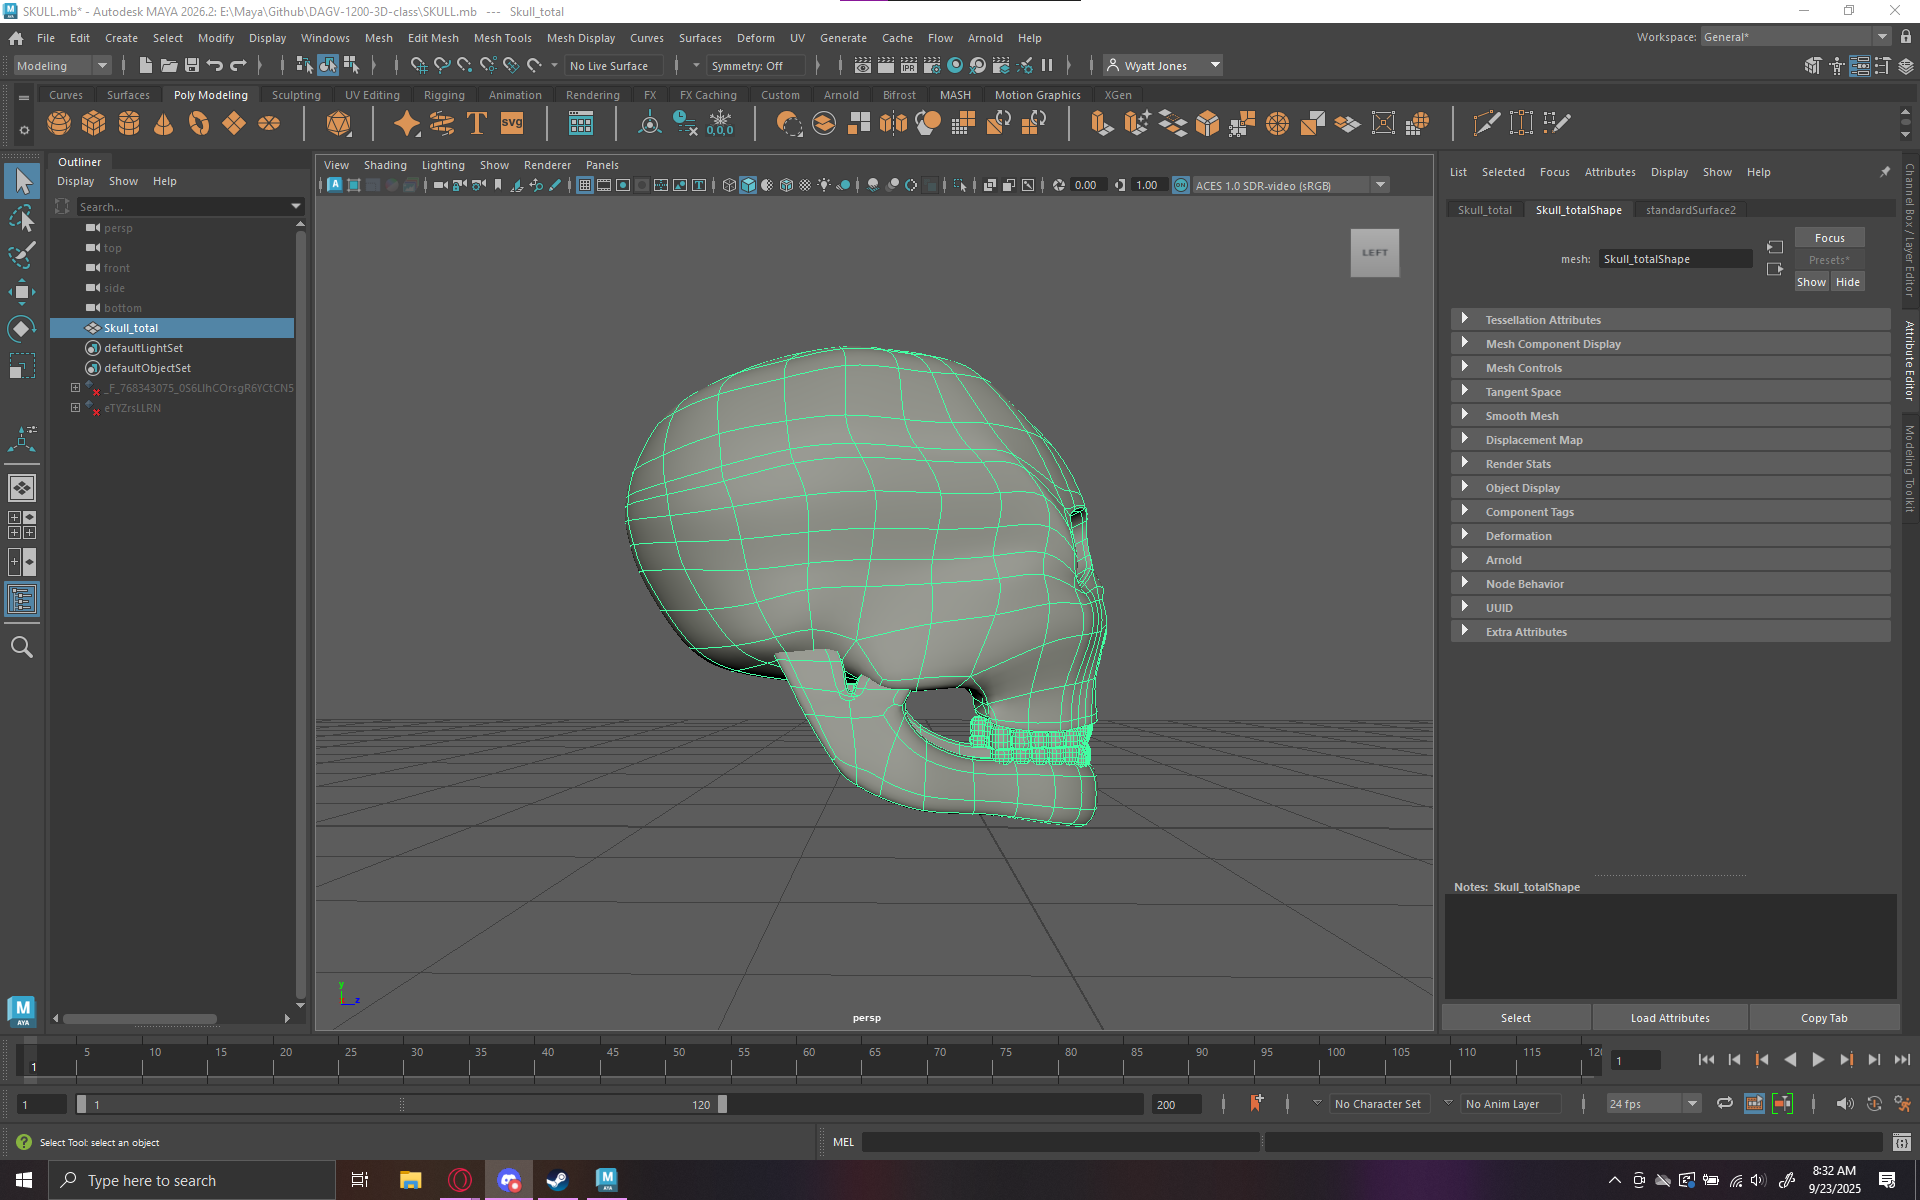 SKULL.mb* - Autodesk MAYA 2026.2: E:\Maya\Github\DAGV-1200-3D-class\SKULL.mb --- Skull_total
File Edit Create Select Modify Display Windows Mesh Edit Mesh Mesh Tools Mesh Display Curves Surfaces Deform UV Generate Cache Flow Arnold Help
Workspace: General*
Modeling No Live Surface Symmetry: Off Wyatt Jones
Curves Surfaces Poly Modeling Sculpting UV Editing Rigging Animation Rendering FX FX Caching Custom Arnold Bifrost MASH Motion Graphics XGen
Outliner
Display Show Help
Search...
persp
top
front
side
bottom
Skull_total
defaultLightSet
defaultObjectSet
eTYZrsLLRN
View Shading Lighting Show Renderer Panels
0.00 1.00 ACES 1.0 SDR-video (sRGB)
LEFT
y
z
persp
List Selected Focus Attributes Display Show Help
Skull_total Skull_totalShape standardSurface2
mesh: Skull_totalShape
Focus
Presets*
Show Hide
Tessellation Attributes
Mesh Component Display
Mesh Controls
Tangent Space
Smooth Mesh
Displacement Map
Render Stats
Object Display
Component Tags
Deformation
Arnold
Node Behavior
UUID
Extra Attributes
Notes: Skull_totalShape
Select Load Attributes Copy Tab
Channel Box / Layer Editor
Attribute Editor
Modeling Toolkit
1 5 10 15 20 25 30 35 40 45 50 55 60 65 70 75 80 85 90 95 100 105 110 115 120 1
1 1 120 200 No Character Set No Anim Layer 24 fps
Select Tool: select an object
MEL
Type here to search
8:32 AM
9/23/2025